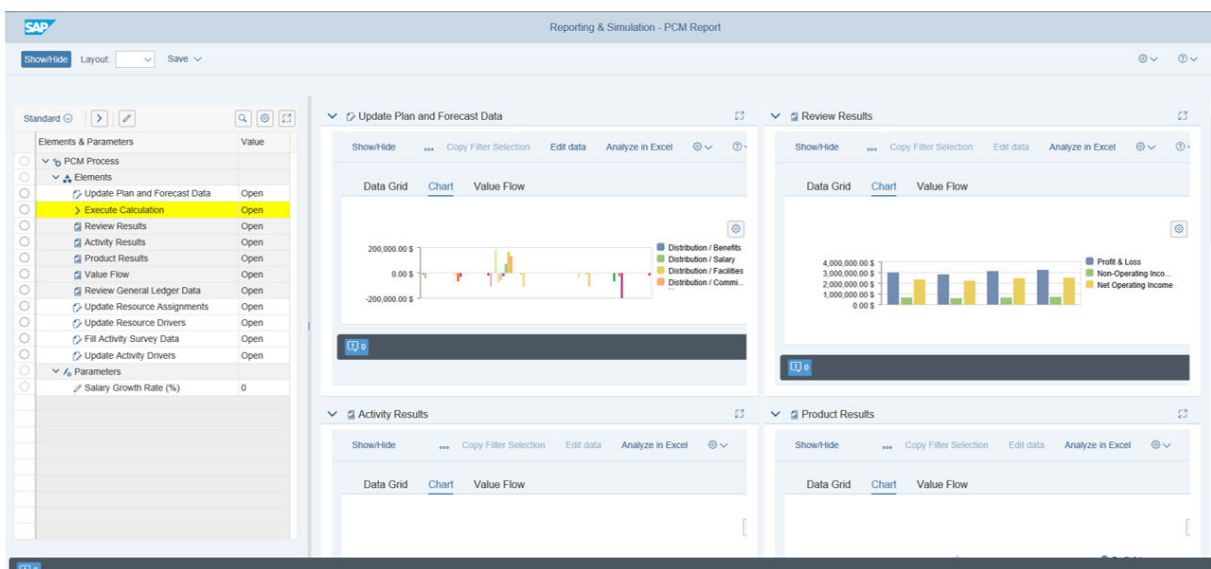 SAP
Reporting & Simulation - PCM Report
Show/Hide Layout: Save
Standard
Elements & Parameters Value
PCM Process
Elements
Update Plan and Forecast Data Open
Execute Calculation Open
Review Results Open
Activity Results Open
Product Results Open
Value Flow Open
Review General Ledger Data Open
Update Resource Assignments Open
Update Resource Drivers Open
Fill Activity Survey Data Open
Update Activity Drivers Open
Parameters
Salary Growth Rate (%) 0
Update Plan and Forecast Data
Show/Hide ... Copy Filter Selection Edit data Analyze in Excel
Data Grid Chart Value Flow
200,000.00 $
0.00 $
-200,000.00 $
Distribution / Benefits
Distribution / Salary
Distribution / Facilities
Distribution / Commi...
0
Review Results
Show/Hide ... Copy Filter Selection Edit data Analyze in Excel
Data Grid Chart Value Flow
4,000,000.00 $
3,000,000.00 $
2,000,000.00 $
1,000,000.00 $
0.00 $
Profit & Loss
Non-Operating Inco...
Net Operating Income
0
Activity Results
Show/Hide ... Copy Filter Selection Edit data Analyze in Excel
Data Grid Chart Value Flow
Product Results
Show/Hide ... Copy Filter Selection Edit data Analyze in Excel
Data Grid Chart Value Flow